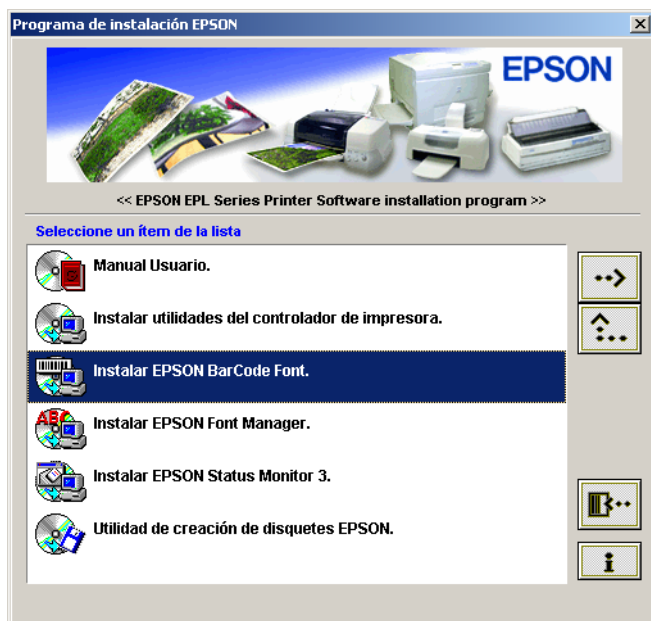 Programa de instalación EPSON
EPSON
<< EPSON EPL Series Printer Software installation program >>
Seleccione un ítem de la lista
Manual Usuario.
Instalar utilidades del controlador de impresora.
Instalar EPSON BarCode Font.
ABC
Instalar EPSON Font Manager.
Instalar EPSON Status Monitor 3.
Utilidad de creación de disquetes EPSON.
i